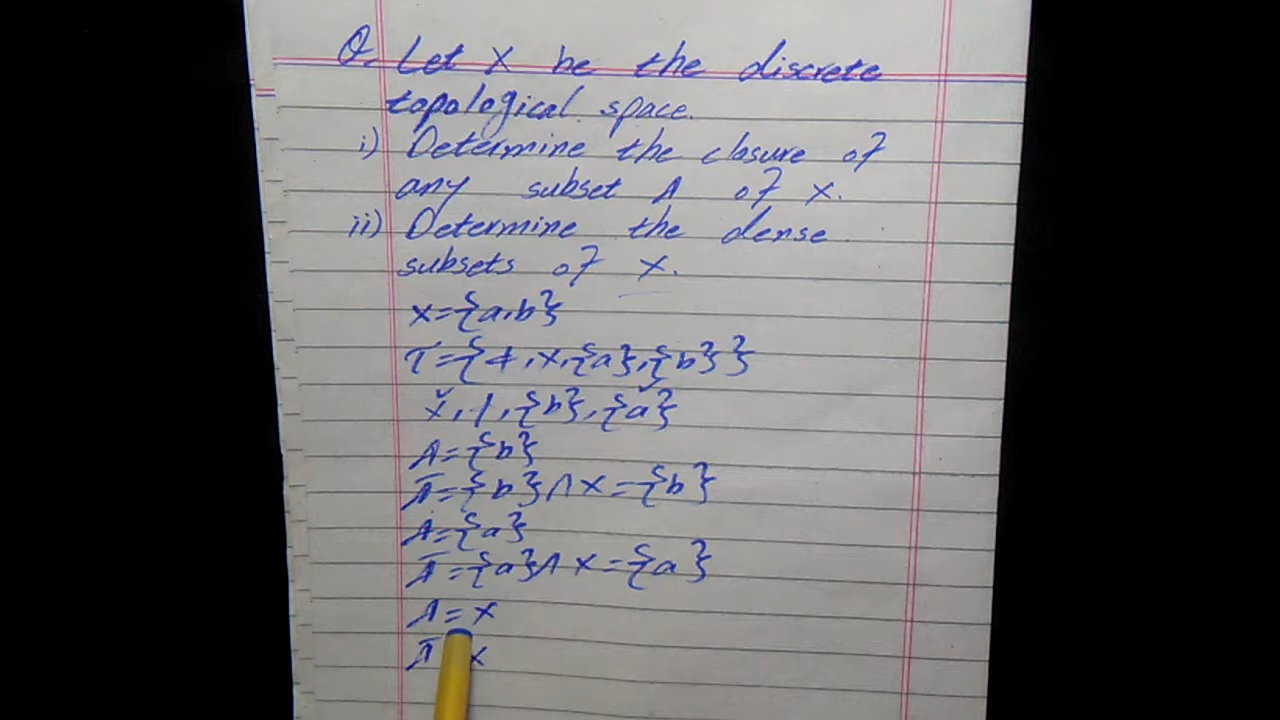 Q. Let X be the discrete
topological space.
i) Determine the closure of
any subset A of X.
ii) Determine the dense
subsets of X.
X={a,b}
τ={ϕ,X,{a},{b}}
X,ϕ,{b},{a}
A={b}
Ā={b}∩X={b}
A={a}
Ā={a}∩X={a}
A=X
Ā X